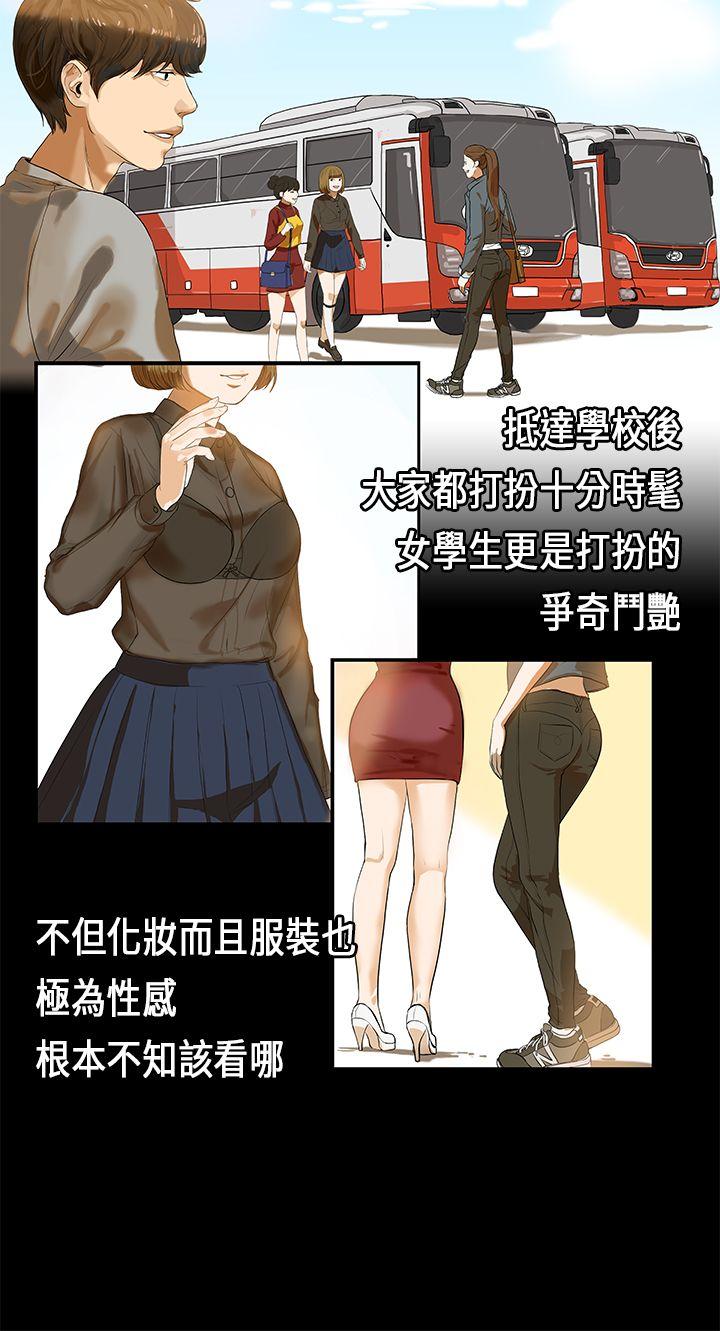 抵達學校後
大家都打扮十分時髦
女學生更是打扮的
爭奇鬥艷
不但化妝而且服裝也
極為性感
根本不知該看哪